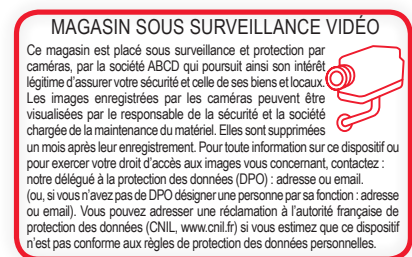 MAGASIN SOUS SURVEILLANCE VIDÉO
Ce magasin est placé sous surveillance et protection par
caméras, par la société ABCD qui poursuit ainsi son intérêt
légitime d'assurer votre sécurité et celle de ses biens et locaux.
Les images enregistrées par les caméras peuvent être
visualisées par le responsable de la sécurité et la société
chargée de la maintenance du matériel. Elles sont supprimées
un mois après leur enregistrement. Pour toute information sur ce dispositif ou
pour exercer votre droit d'accès aux images vous concernant, contactez :
notre délégué à la protection des données (DPO) : adresse ou email.
(ou, si vous n'avez pas de DPO désigner une personne par sa fonction : adresse
ou email). Vous pouvez adresser une réclamation à l'autorité française de
protection des données (CNIL, www.cnil.fr) si vous estimez que ce dispositif
n'est pas conforme aux règles de protection des données personnelles.